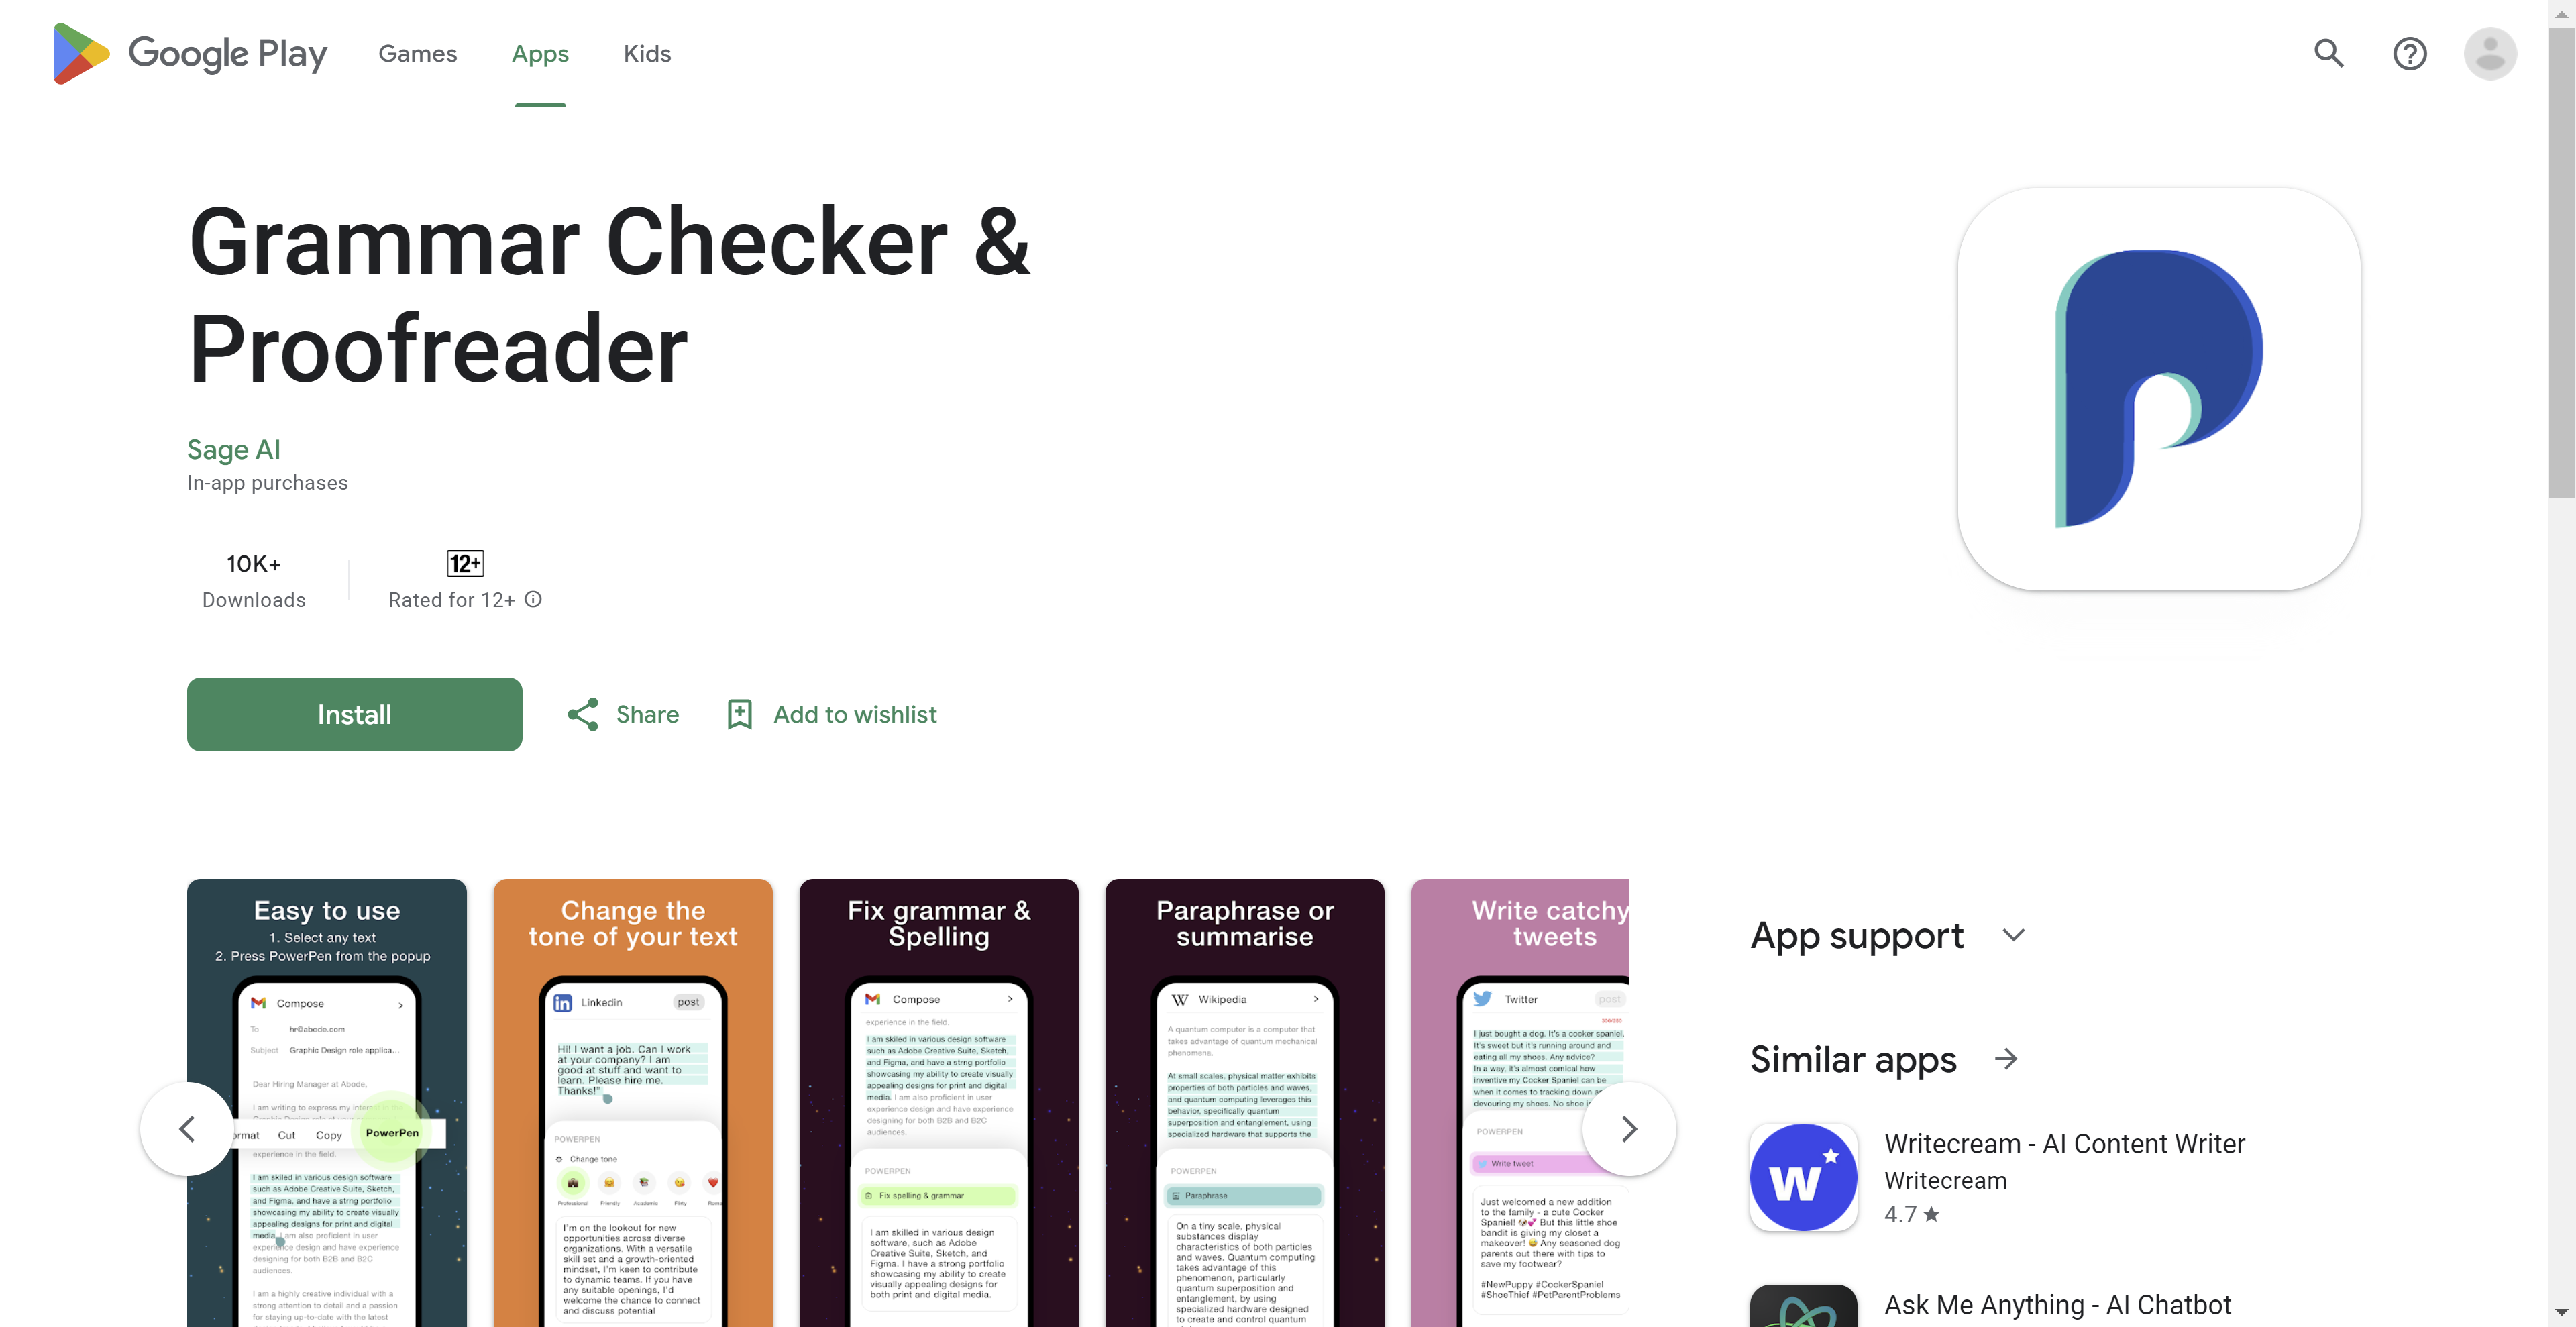 Google Play
Games
Apps
Kids
Grammar Checker &
Proofreader
Sage AI
In-app purchases
10K+
Downloads
12+
Rated for 12+
Install
Share
Add to wishlist
Easy to use
1. Select any text
2. Press PowerPen from the popup
Compose
To
hr@abode.com
Subject
Graphic Design role applica...
Dear Hiring Manager at Abode,
I am writing to express my
Cut
Copy
PowerPen
experience in the field.
I am skiled in various design software
such as Adobe Creative Suite, Sketch,
and Figma, and have a strng portfolio
showcasing my ability to create visually
appealing designs for print and digital
media. I am also proficient in user
experience design and have experience
designing for both B2B and B2C
audiences.
I am a highly creative individual with a
strong attention to detail and a passion
for staying up-to-date with the latest
Change the
tone of your text
Linkedin
post
Hi! I want a job. Can I work
at your company? I am
good at stuff and want to
learn. Please hire me.
Thanks!"
POWERPEN
Change tone
Professional
Friendly
Academic
Flirty
I'm on the lookout for new
opportunities across diverse
organizations. With a versatile
skill set and a growth-oriented
mindset, I'm keen to contribute
to dynamic teams. If you have
any suitable openings, I'd
welcome the chance to connect
and discuss potential
Fix grammar &
Spelling
Compose
experience in the field.
I am skiled in various design software
such as Adobe Creative Suite, Sketch,
and Figma, and have a strng portfolio
showcasing my ability to create visually
appealing designs for print and digital
media. I am also proficient in user
experience design and have experience
designing for both B2B and B2C
audiences.
POWERPEN
Fix spelling & grammar
I am skilled in various design
software, such as Adobe
Creative Suite, Sketch, and
Figma. I have a strong portfolio
showcasing my ability to create
visually appealing designs for
both print and digital media.
Paraphrase or
summarise
W
Wikipedia
A quantum computer is a computer that
takes advantage of quantum mechanical
phenomena.
At small scales, physical matter exhibits
properties of both particles and waves,
and quantum computing leverages this
behavior, specifically quantum
superposition and entanglement, using
specialized hardware that supports the
POWERPEN
Paraphrase
On a tiny scale, physical
substances display
characteristics of both particles
and waves. Quantum computing
takes advantage of this
phenomenon, particularly
quantum superposition and
entanglement, by using
specialized hardware designed
to create and control quantum
Write catchy
tweets
Twitter
post
I just bought a dog. It's a cocker spaniel.
It's sweet but it's running around and
eating all my shoes. Any advice?
In a way, it's almost comical how
inventive my Cocker Spaniel can be
when it comes to tracking down
devouring my shoes. No shoe
POWERPEN
Write tweet
Just welcomed a new addition
to the family - a cute Cocker
Spaniel! 🐶💕 But this little shoe
bandit is giving my closet a
makeover! 😅 Any seasoned dog
parents out there with tips to
save my footwear?
#NewPuppy #CockerSpaniel
#ShoeThief #PetParentProblems
App support
Similar apps
w
Writecream - AI Content Writer
Writecream
4.7
Ask Me Anything - AI Chatbot